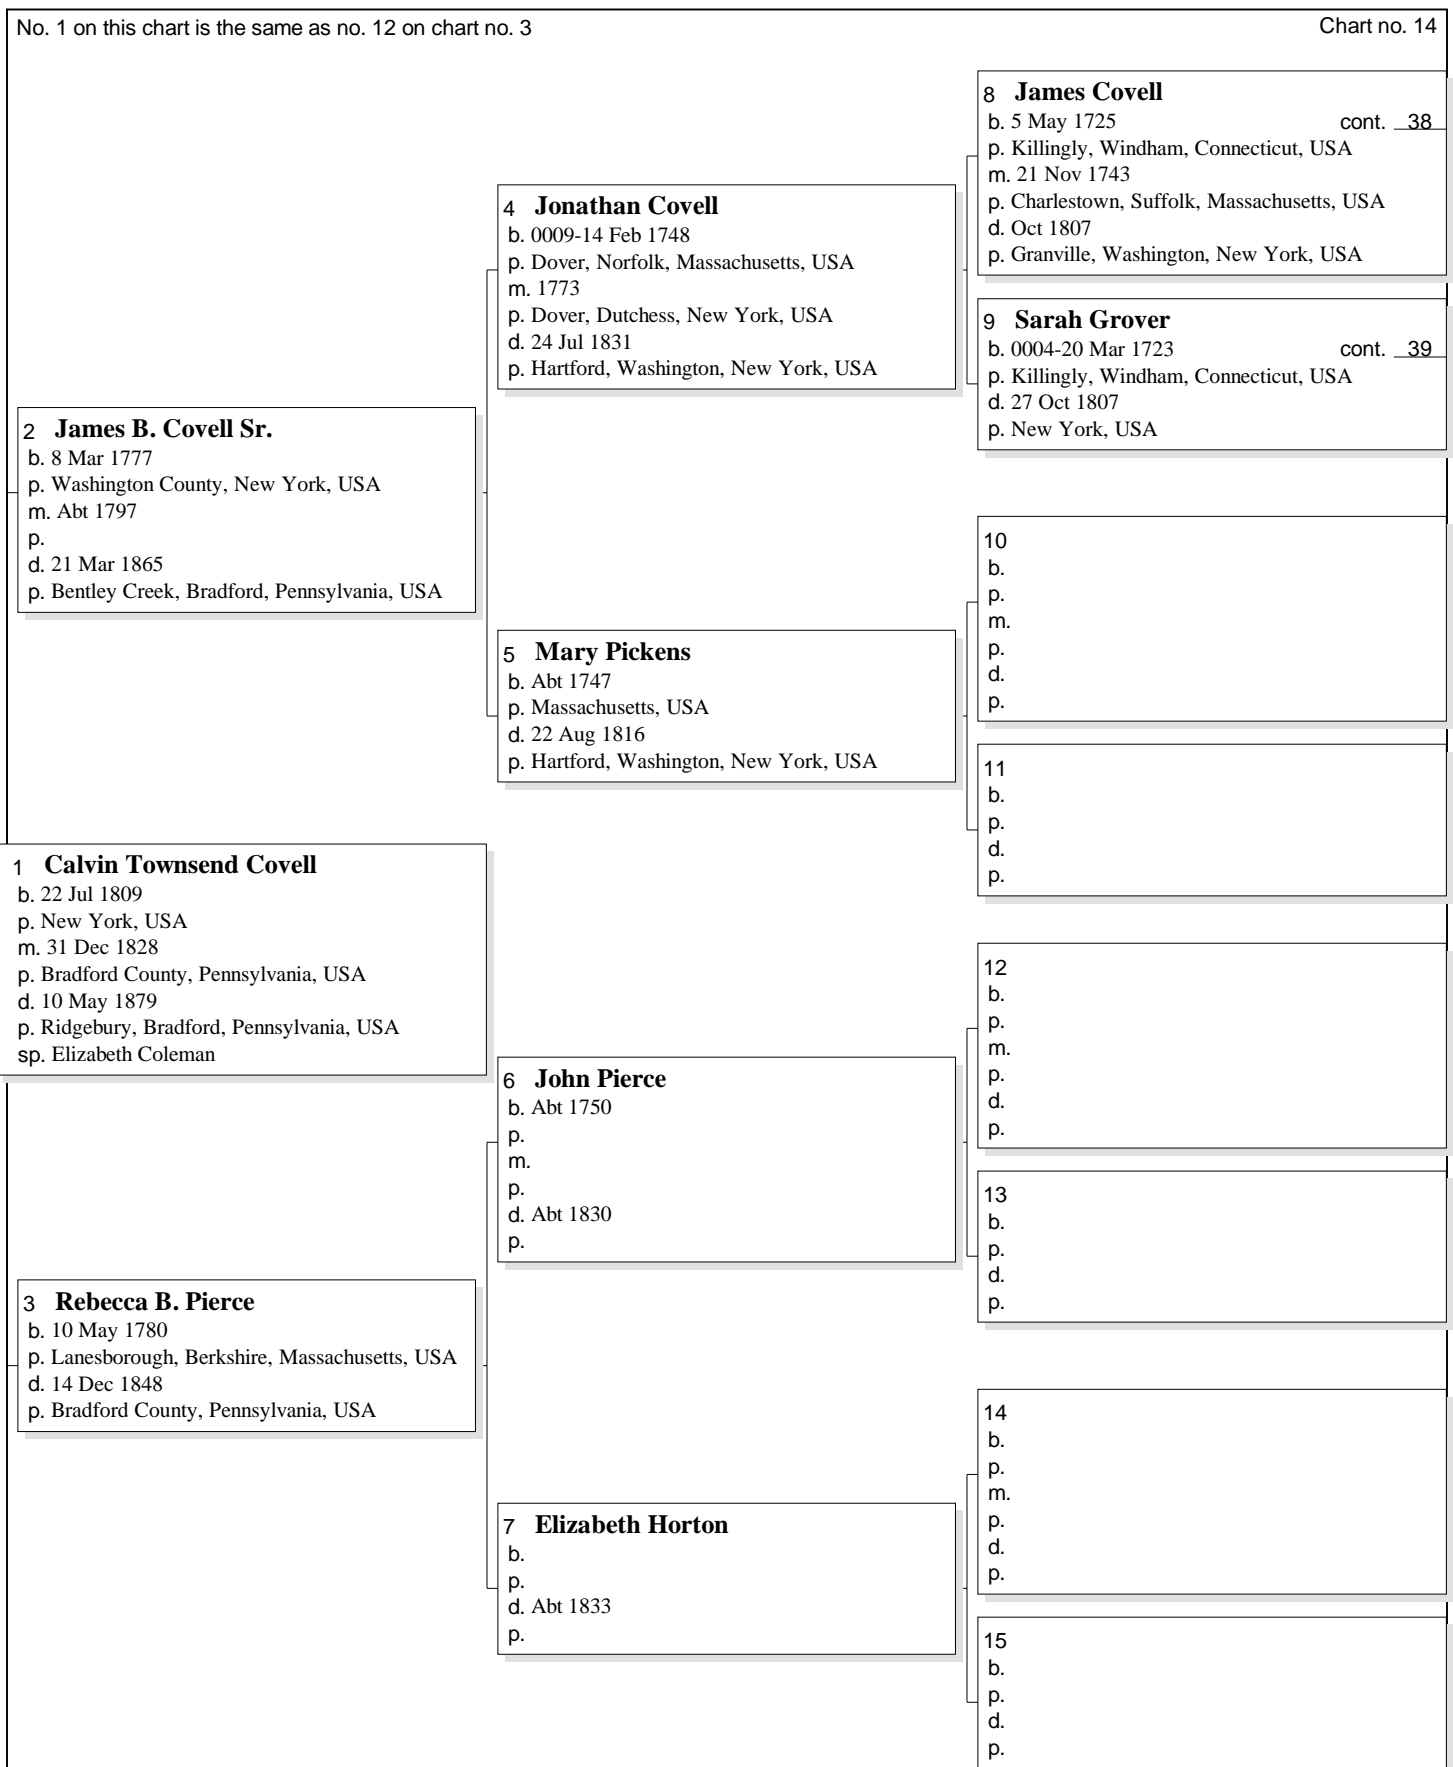 No. 1 on this chart is the same as no. 12 on chart no. 3
Chart no. 14
8 James Covell
b. 5 May 1725 cont. 38
p. Killingly, Windham, Connecticut, USA
m. 21 Nov 1743
p. Charlestown, Suffolk, Massachusetts, USA
d. Oct 1807
p. Granville, Washington, New York, USA
4 Jonathan Covell
b. 0009-14 Feb 1748
p. Dover, Norfolk, Massachusetts, USA
m. 1773
p. Dover, Dutchess, New York, USA
d. 24 Jul 1831
p. Hartford, Washington, New York, USA
9 Sarah Grover
b. 0004-20 Mar 1723 cont. 39
p. Killingly, Windham, Connecticut, USA
d. 27 Oct 1807
p. New York, USA
2 James B. Covell Sr.
b. 8 Mar 1777
p. Washington County, New York, USA
m. Abt 1797
p.
d. 21 Mar 1865
p. Bentley Creek, Bradford, Pennsylvania, USA
10
b.
p.
m.
p.
d.
p.
5 Mary Pickens
b. Abt 1747
p. Massachusetts, USA
d. 22 Aug 1816
p. Hartford, Washington, New York, USA
11
b.
p.
d.
p.
1 Calvin Townsend Covell
b. 22 Jul 1809
p. New York, USA
m. 31 Dec 1828
p. Bradford County, Pennsylvania, USA
d. 10 May 1879
p. Ridgebury, Bradford, Pennsylvania, USA
sp. Elizabeth Coleman
12
b.
p.
m.
p.
d.
p.
6 John Pierce
b. Abt 1750
p.
m.
p.
d. Abt 1830
p.
13
b.
p.
d.
p.
3 Rebecca B. Pierce
b. 10 May 1780
p. Lanesborough, Berkshire, Massachusetts, USA
d. 14 Dec 1848
p. Bradford County, Pennsylvania, USA
14
b.
p.
m.
p.
d.
p.
7 Elizabeth Horton
b.
p.
d. Abt 1833
p.
15
b.
p.
d.
p.